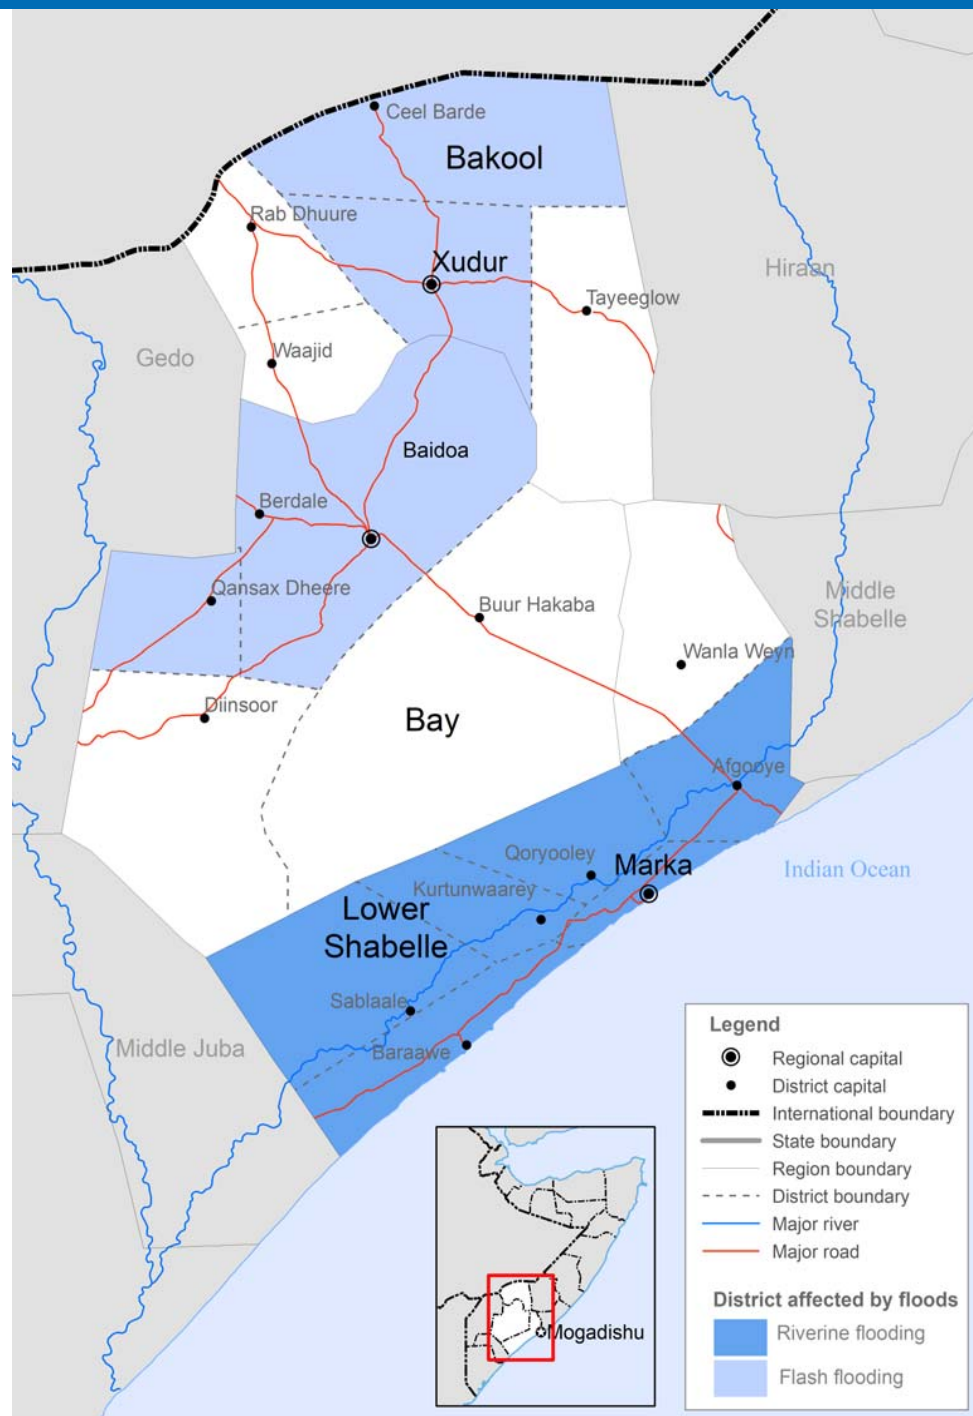 Ceel Barde
Bakool
Rab Dhuure
Xudur
Hiraan
Tayeeglow
Gedo
Waajid
Baidoa
Berdale
Qansax Dheere
Buur Hakaba
Middle
Shabelle
Wanla Weyn
Diinsoor
Bay
Afgooye
Qoryooley
Marka
Indian Ocean
Kurtunwaarey
Lower
Shabelle
Sablaale
Middle Juba
Baraawe
Legend
Regional capital
District capital
International boundary
State boundary
Region boundary
District boundary
Major river
Major road
District affected by floods
Riverine flooding
Flash flooding
Mogadishu